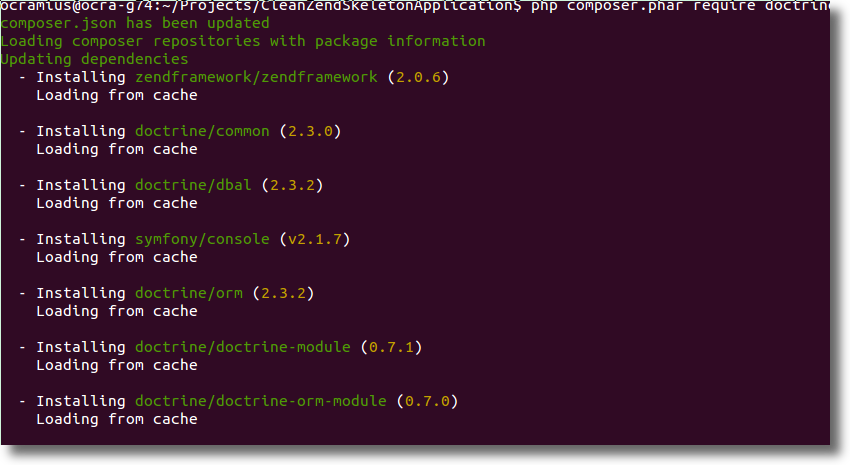 ocramius@ocra-g74:~/Projects/CleanZendSkeletonApplication$ php composer.phar require doctrine
composer.json has been updated
Loading composer repositories with package information
Updating dependencies
- Installing zendframework/zendframework (2.0.6)
Loading from cache
- Installing doctrine/common (2.3.0)
Loading from cache
- Installing doctrine/dbal (2.3.2)
Loading from cache
- Installing symfony/console (v2.1.7)
Loading from cache
- Installing doctrine/orm (2.3.2)
Loading from cache
- Installing doctrine/doctrine-module (0.7.1)
Loading from cache
- Installing doctrine/doctrine-orm-module (0.7.0)
Loading from cache